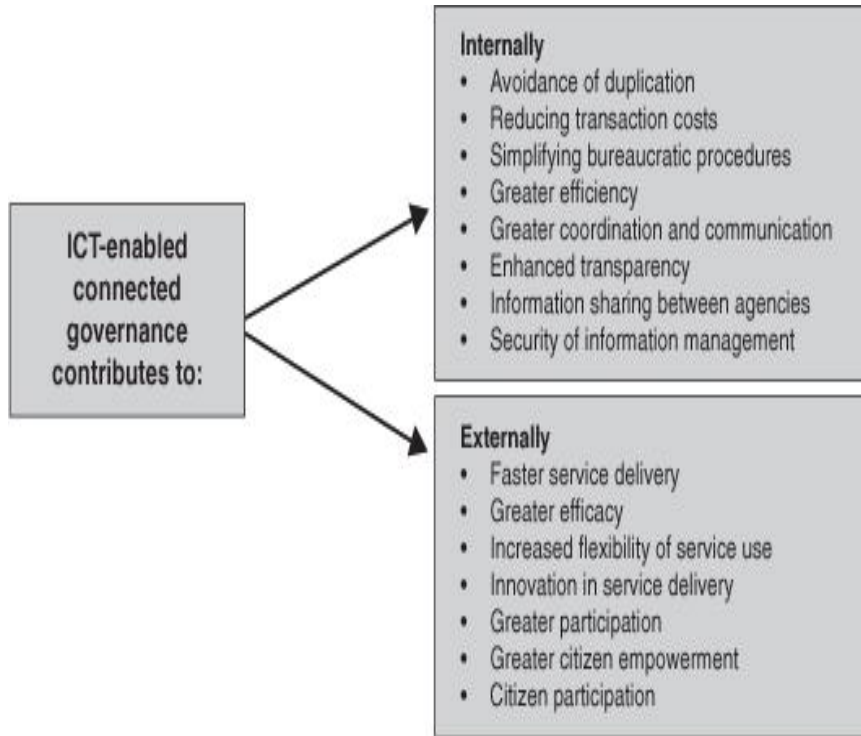 ICT-enabled
connected
governance
contributes to:
Internally
• Avoidance of duplication
• Reducing transaction costs
• Simplifying bureaucratic procedures
• Greater efficiency
• Greater coordination and communication
• Enhanced transparency
• Information sharing between agencies
• Security of information management
Externally
• Faster service delivery
• Greater efficacy
• Increased flexibility of service use
• Innovation in service delivery
• Greater participation
• Greater citizen empowerment
• Citizen participation